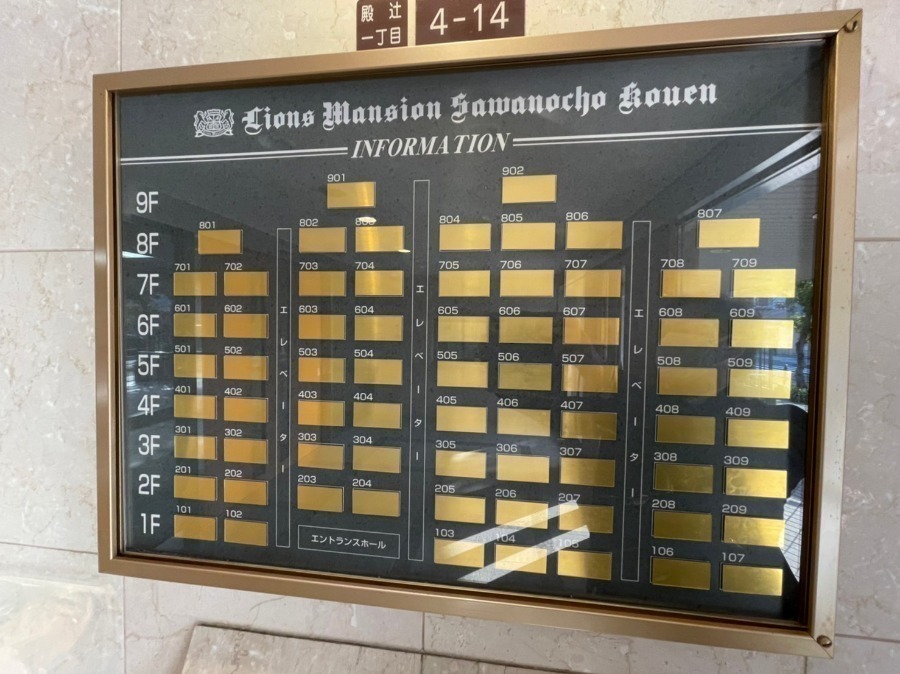 殿辻
一丁目
4-14
Lions Mansion Sawanocho Kouen
INFORMATION
9F 901 902
8F 801 802 803 804 805 806 807
7F 701 702 703 704 705 706 707 708 709
6F 601 602 603 604 605 606 607 608 609
5F 501 502 503 504 505 506 507 508 509
4F 401 402 403 404 405 406 407 408 409
3F 301 302 303 304 305 306 307 308 309
2F 201 202 203 204 205 206 207 208 209
1F 101 102 エントランスホール 103 104 105 106 107
エレベーター
エレベーター
エレベーター